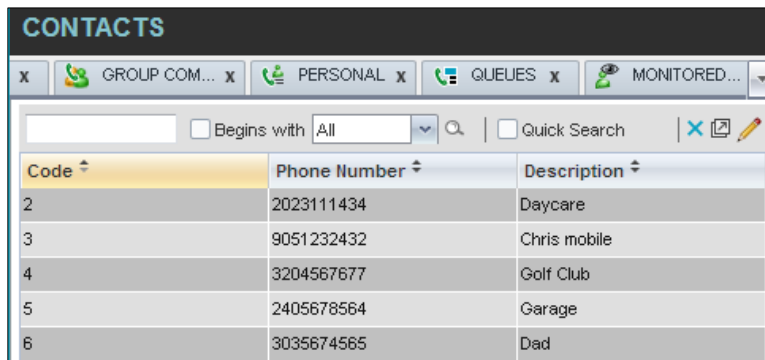 CONTACTS
x GROUP COM... x PERSONAL x QUEUES x MONITORED...
Begins with All Quick Search
Code Phone Number Description
2 2023111434 Daycare
3 9051232432 Chris mobile
4 3204567677 Golf Club
5 2405678564 Garage
6 3035674565 Dad